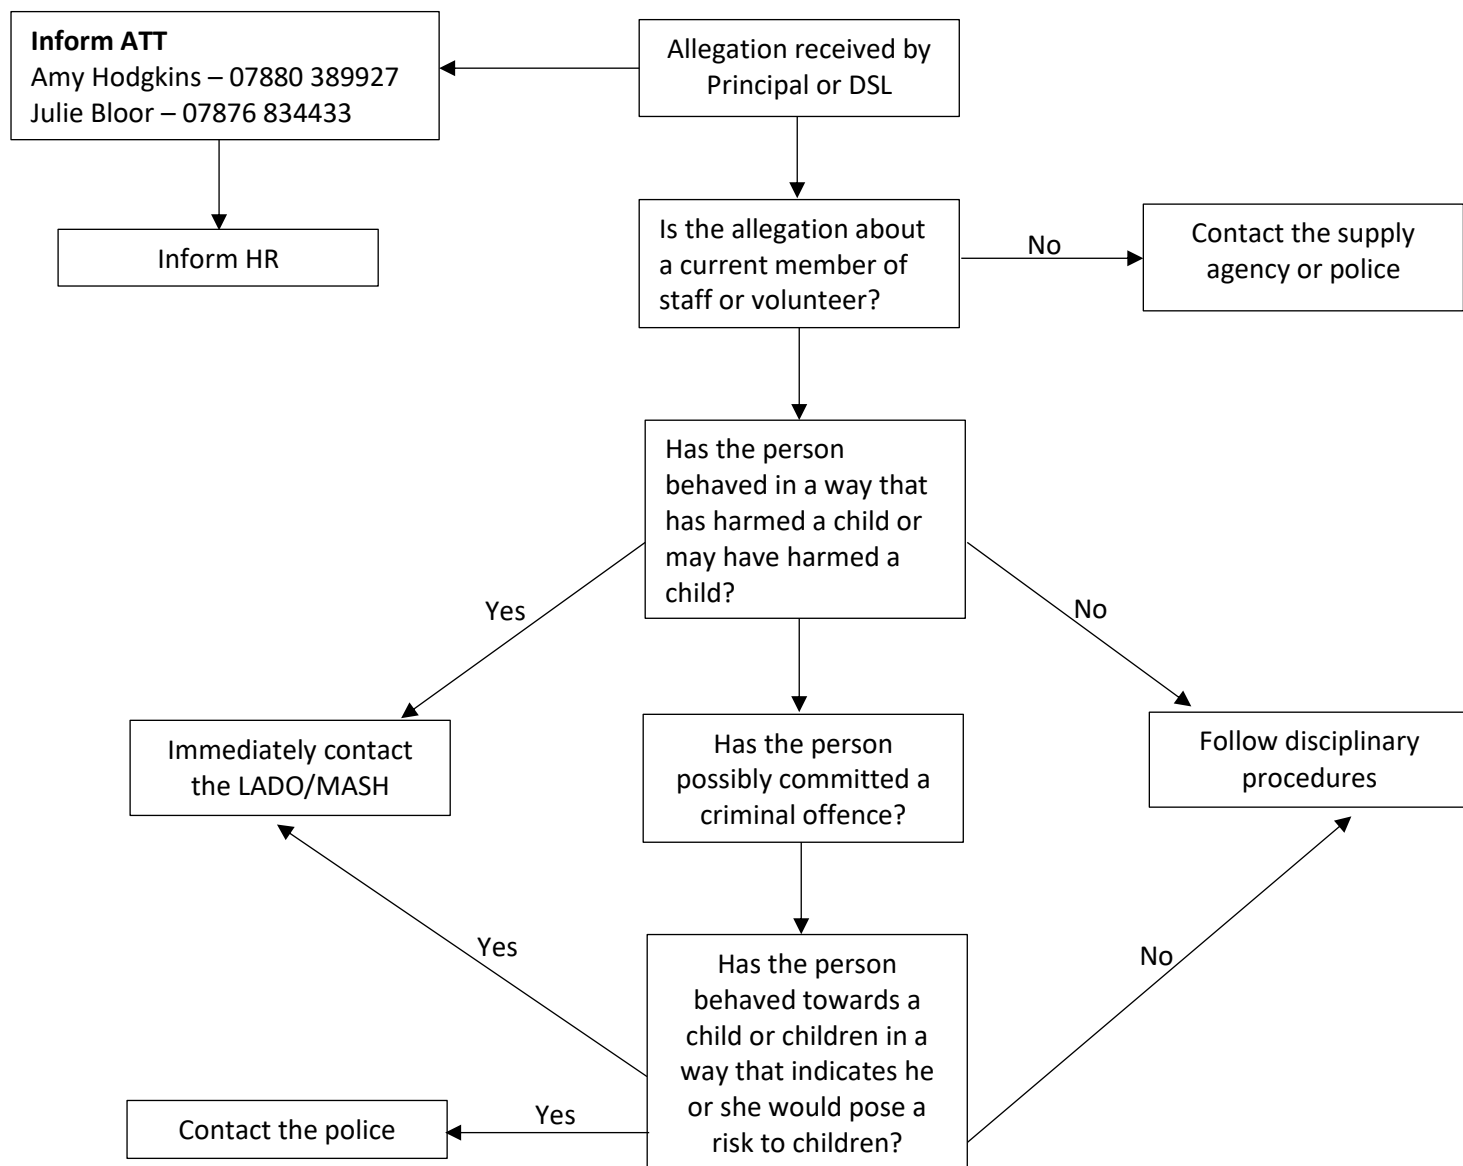 Inform ATT
Amy Hodgkins – 07880 389927
Julie Bloor – 07876 834433
Allegation received by
Principal or DSL
Inform HR
Is the allegation about
a current member of
staff or volunteer?
No
Contact the supply
agency or police
Has the person
behaved in a way that
has harmed a child or
may have harmed a
child?
Yes
No
Immediately contact
the LADO/MASH
Has the person
possibly committed a
criminal offence?
Follow disciplinary
procedures
Yes
No
Has the person
behaved towards a
child or children in a
way that indicates he
or she would pose a
risk to children?
Yes
Contact the police